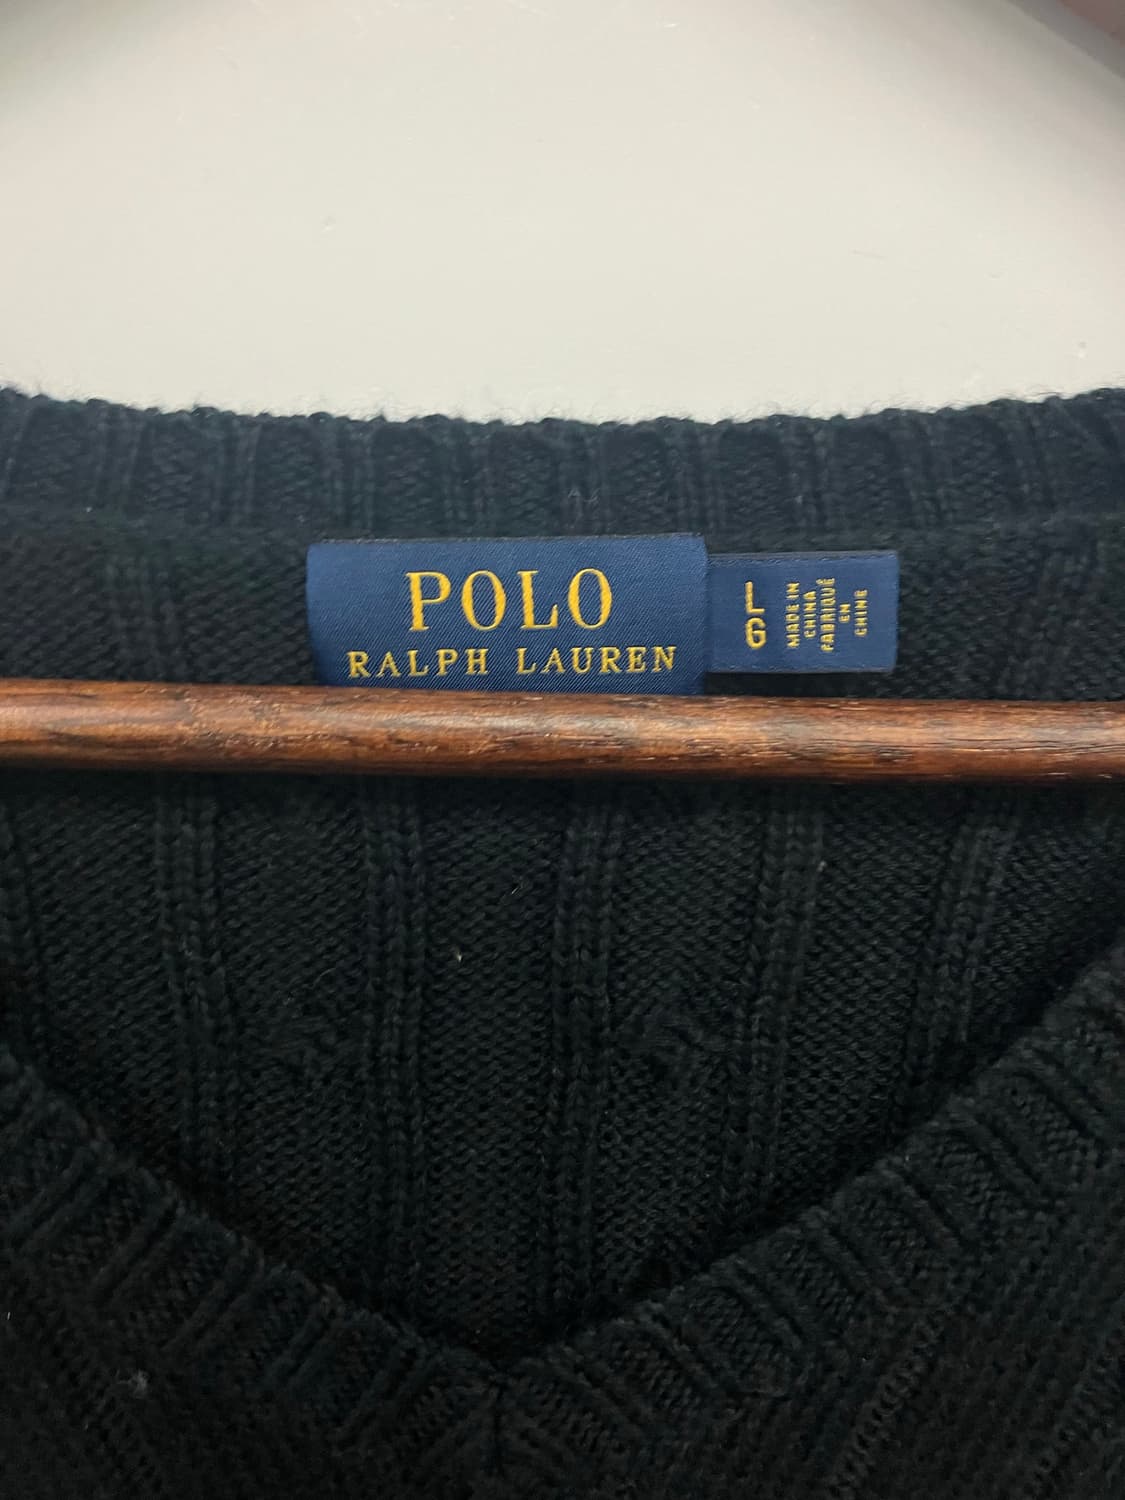 POLO
RALPH LAUREN
L
G
MADE IN
CHINA
FABRIQUÉ
EN
CHINE